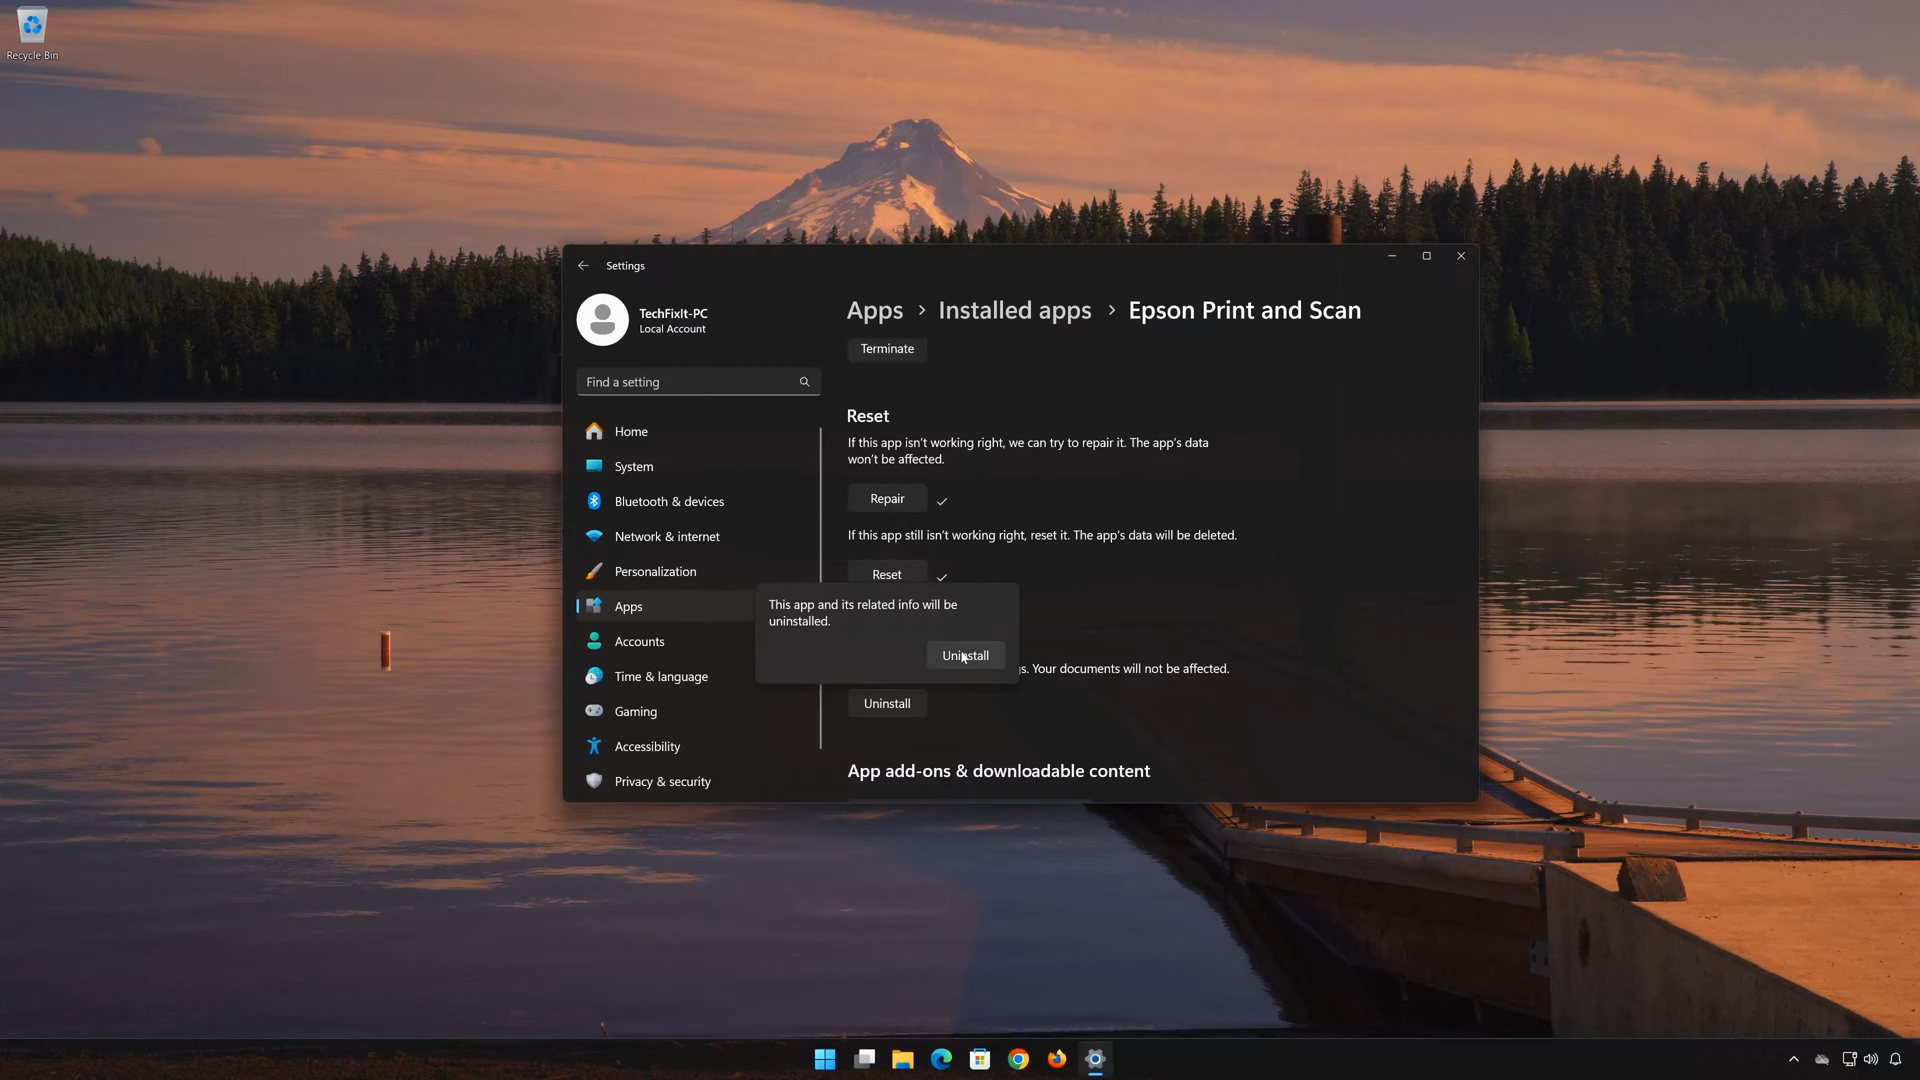 Recycle Bin
Settings
TechFixIt-PC
Local Account
Find a setting
Home
System
Bluetooth & devices
Network & internet
Personalization
Apps
Accounts
Time & language
Gaming
Accessibility
Privacy & security
Apps > Installed apps > Epson Print and Scan
Terminate
Reset
If this app isn't working right, we can try to repair it. The app's data
won't be affected.
Repair
If this app still isn't working right, reset it. The app's data will be deleted.
Reset
This app and its related info will be
uninstalled.
Uninstall
Your documents will not be affected.
Uninstall
App add-ons & downloadable content